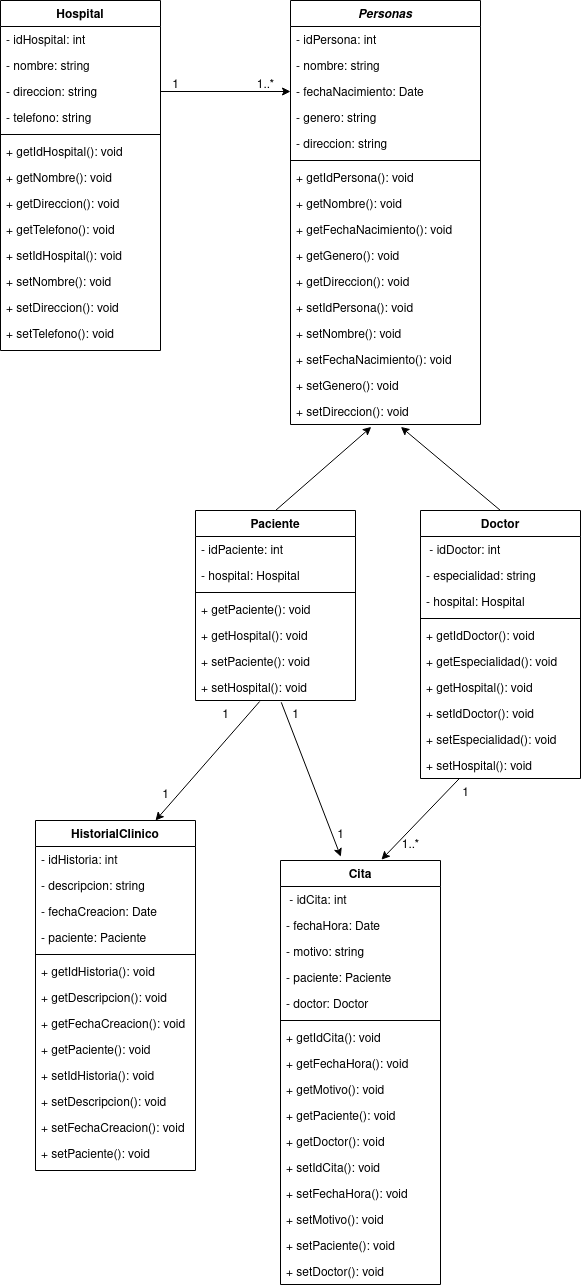 Hospital
- idHospital: int
- nombre: string
- direccion: string
- telefono: string
+ getIdHospital(): void
+ getNombre(): void
+ getDireccion(): void
+ getTelefono(): void
+ setIdHospital(): void
+ setNombre(): void
+ setDireccion(): void
+ setTelefono(): void
1
1..*
Personas
- idPersona: int
- nombre: string
- fechaNacimiento: Date
- genero: string
- direccion: string
+ getIdPersona(): void
+ getNombre(): void
+ getFechaNacimiento(): void
+ getGenero(): void
+ getDireccion(): void
+ setIdPersona(): void
+ setNombre(): void
+ setFechaNacimiento(): void
+ setGenero(): void
+ setDireccion(): void
Paciente
- idPaciente: int
- hospital: Hospital
+ getPaciente(): void
+ getHospital(): void
+ setPaciente(): void
+ setHospital(): void
Doctor
- idDoctor: int
- especialidad: string
- hospital: Hospital
+ getIdDoctor(): void
+ getEspecialidad(): void
+ getHospital(): void
+ setIdDoctor(): void
+ setEspecialidad(): void
+ setHospital(): void
1
1
1
1
1
1..*
HistorialClinico
- idHistoria: int
- descripcion: string
- fechaCreacion: Date
- paciente: Paciente
+ getIdHistoria(): void
+ getDescripcion(): void
+ getFechaCreacion(): void
+ getPaciente(): void
+ setIdHistoria(): void
+ setDescripcion(): void
+ setFechaCreacion(): void
+ setPaciente(): void
Cita
- idCita: int
- fechaHora: Date
- motivo: string
- paciente: Paciente
- doctor: Doctor
+ getIdCita(): void
+ getFechaHora(): void
+ getMotivo(): void
+ getPaciente(): void
+ getDoctor(): void
+ setIdCita(): void
+ setFechaHora(): void
+ setMotivo(): void
+ setPaciente(): void
+ setDoctor(): void